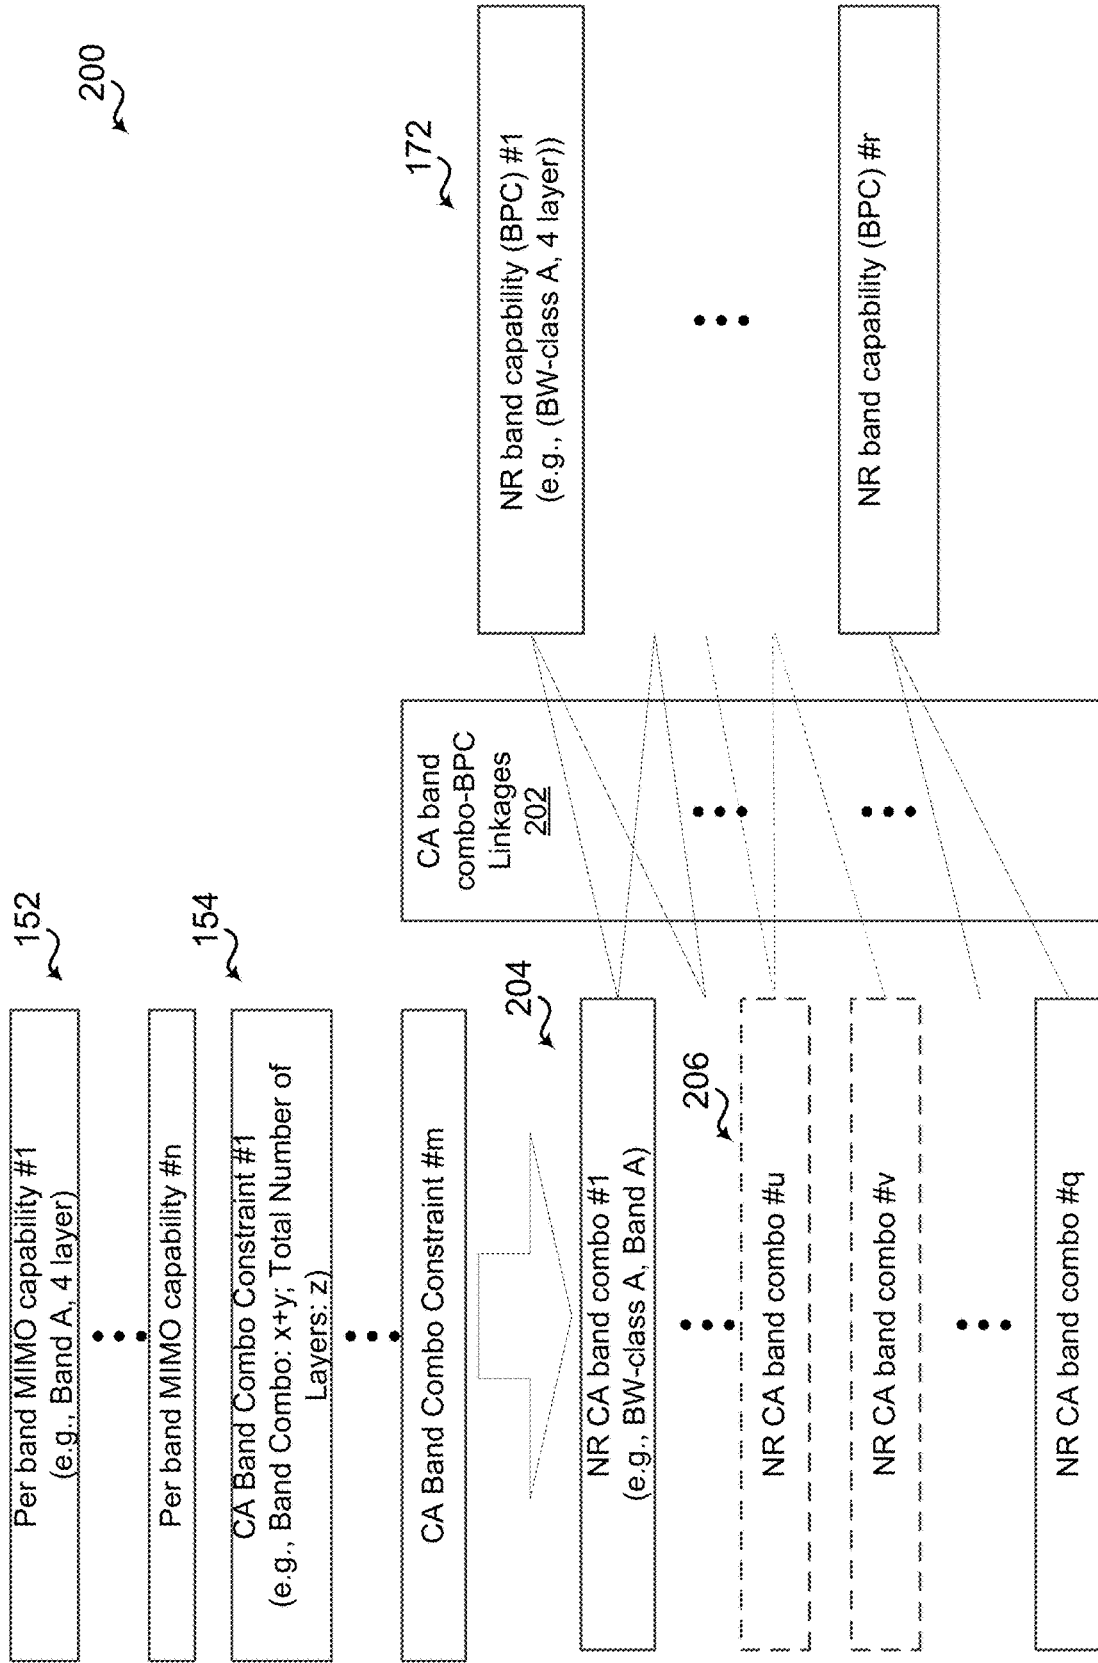 200
152
Per band MIMO capability #1
(e.g., Band A, 4 layer)
Per band MIMO capability #n
154
CA Band Combo Constraint #1
(e.g., Band Combo: x+y; Total Number of
Layers: z)
CA Band Combo Constraint #m
204
NR CA band combo #1
(e.g., BW-class A, Band A)
206
NR CA band combo #u
NR CA band combo #v
NR CA band combo #q
CA band
combo-BPC
Linkages
202
172
NR band capability (BPC) #1
(e.g., (BW-class A, 4 layer))
NR band capability (BPC) #r